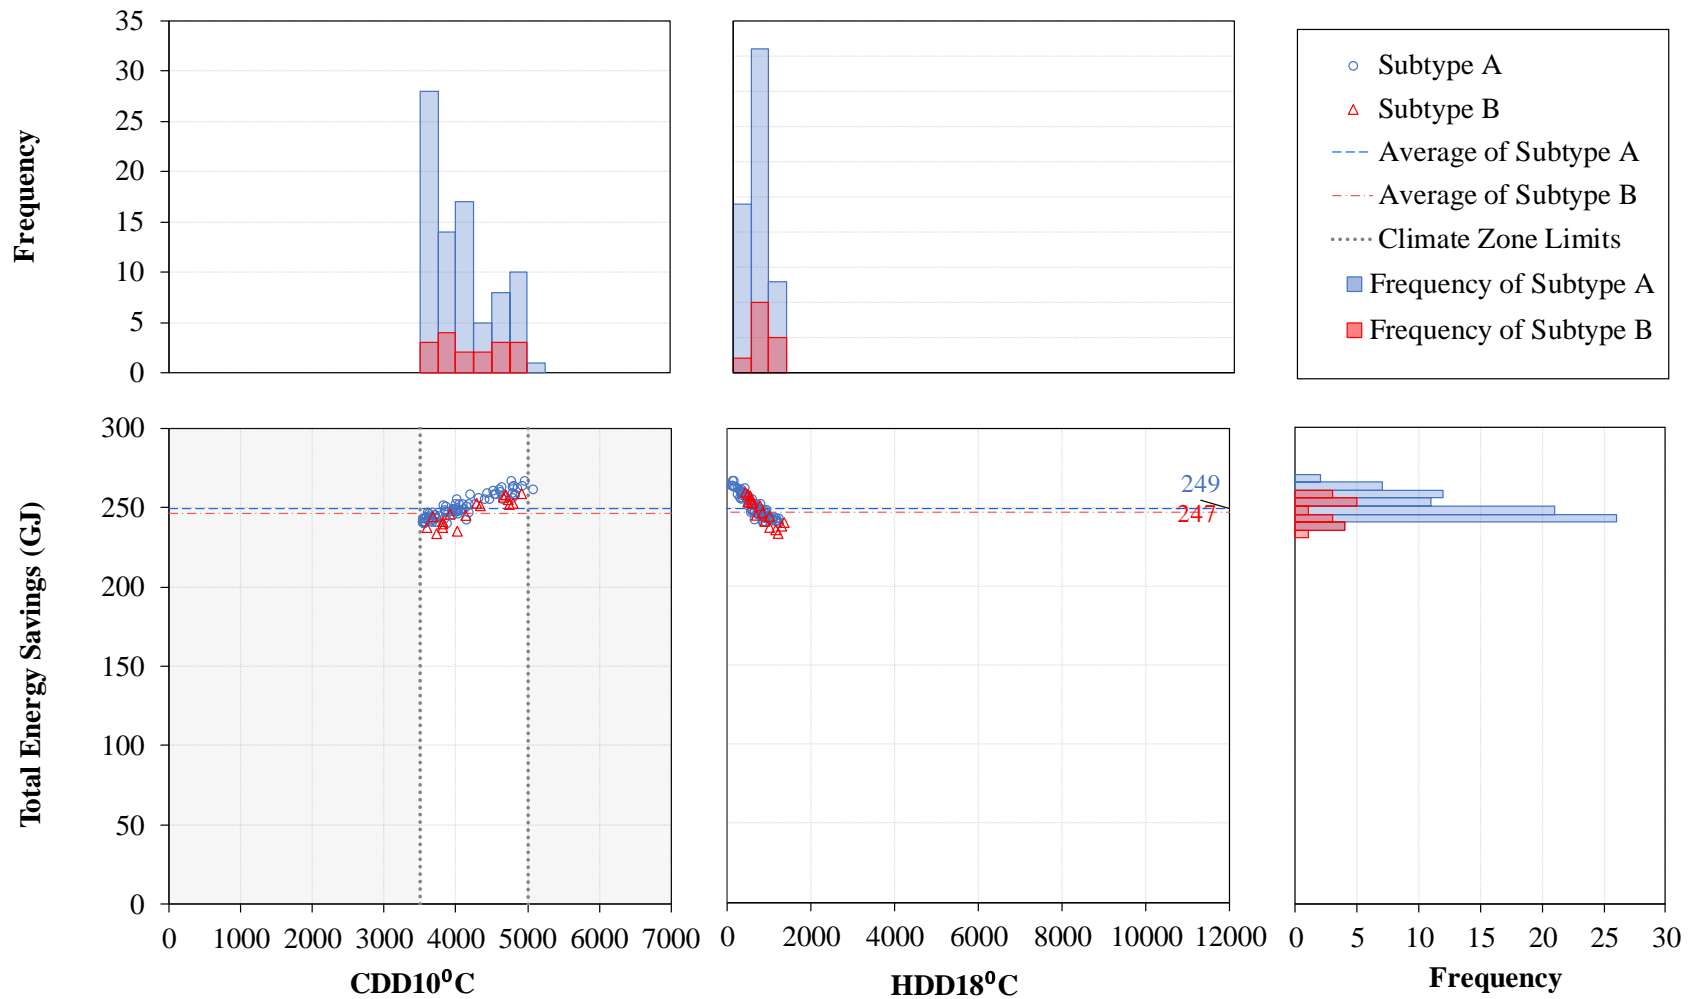 Frequency
35
30
25
20
15
10
5
0
Subtype A
Subtype B
Average of Subtype A
Average of Subtype B
Climate Zone Limits
Frequency of Subtype A
Frequency of Subtype B
Total Energy Savings (GJ)
300
250
200
150
100
50
0
249
247
0 1000 2000 3000 4000 5000 6000 7000
CDD10⁰C
0 2000 4000 6000 8000 10000 12000
HDD18⁰C
0 5 10 15 20 25 30
Frequency